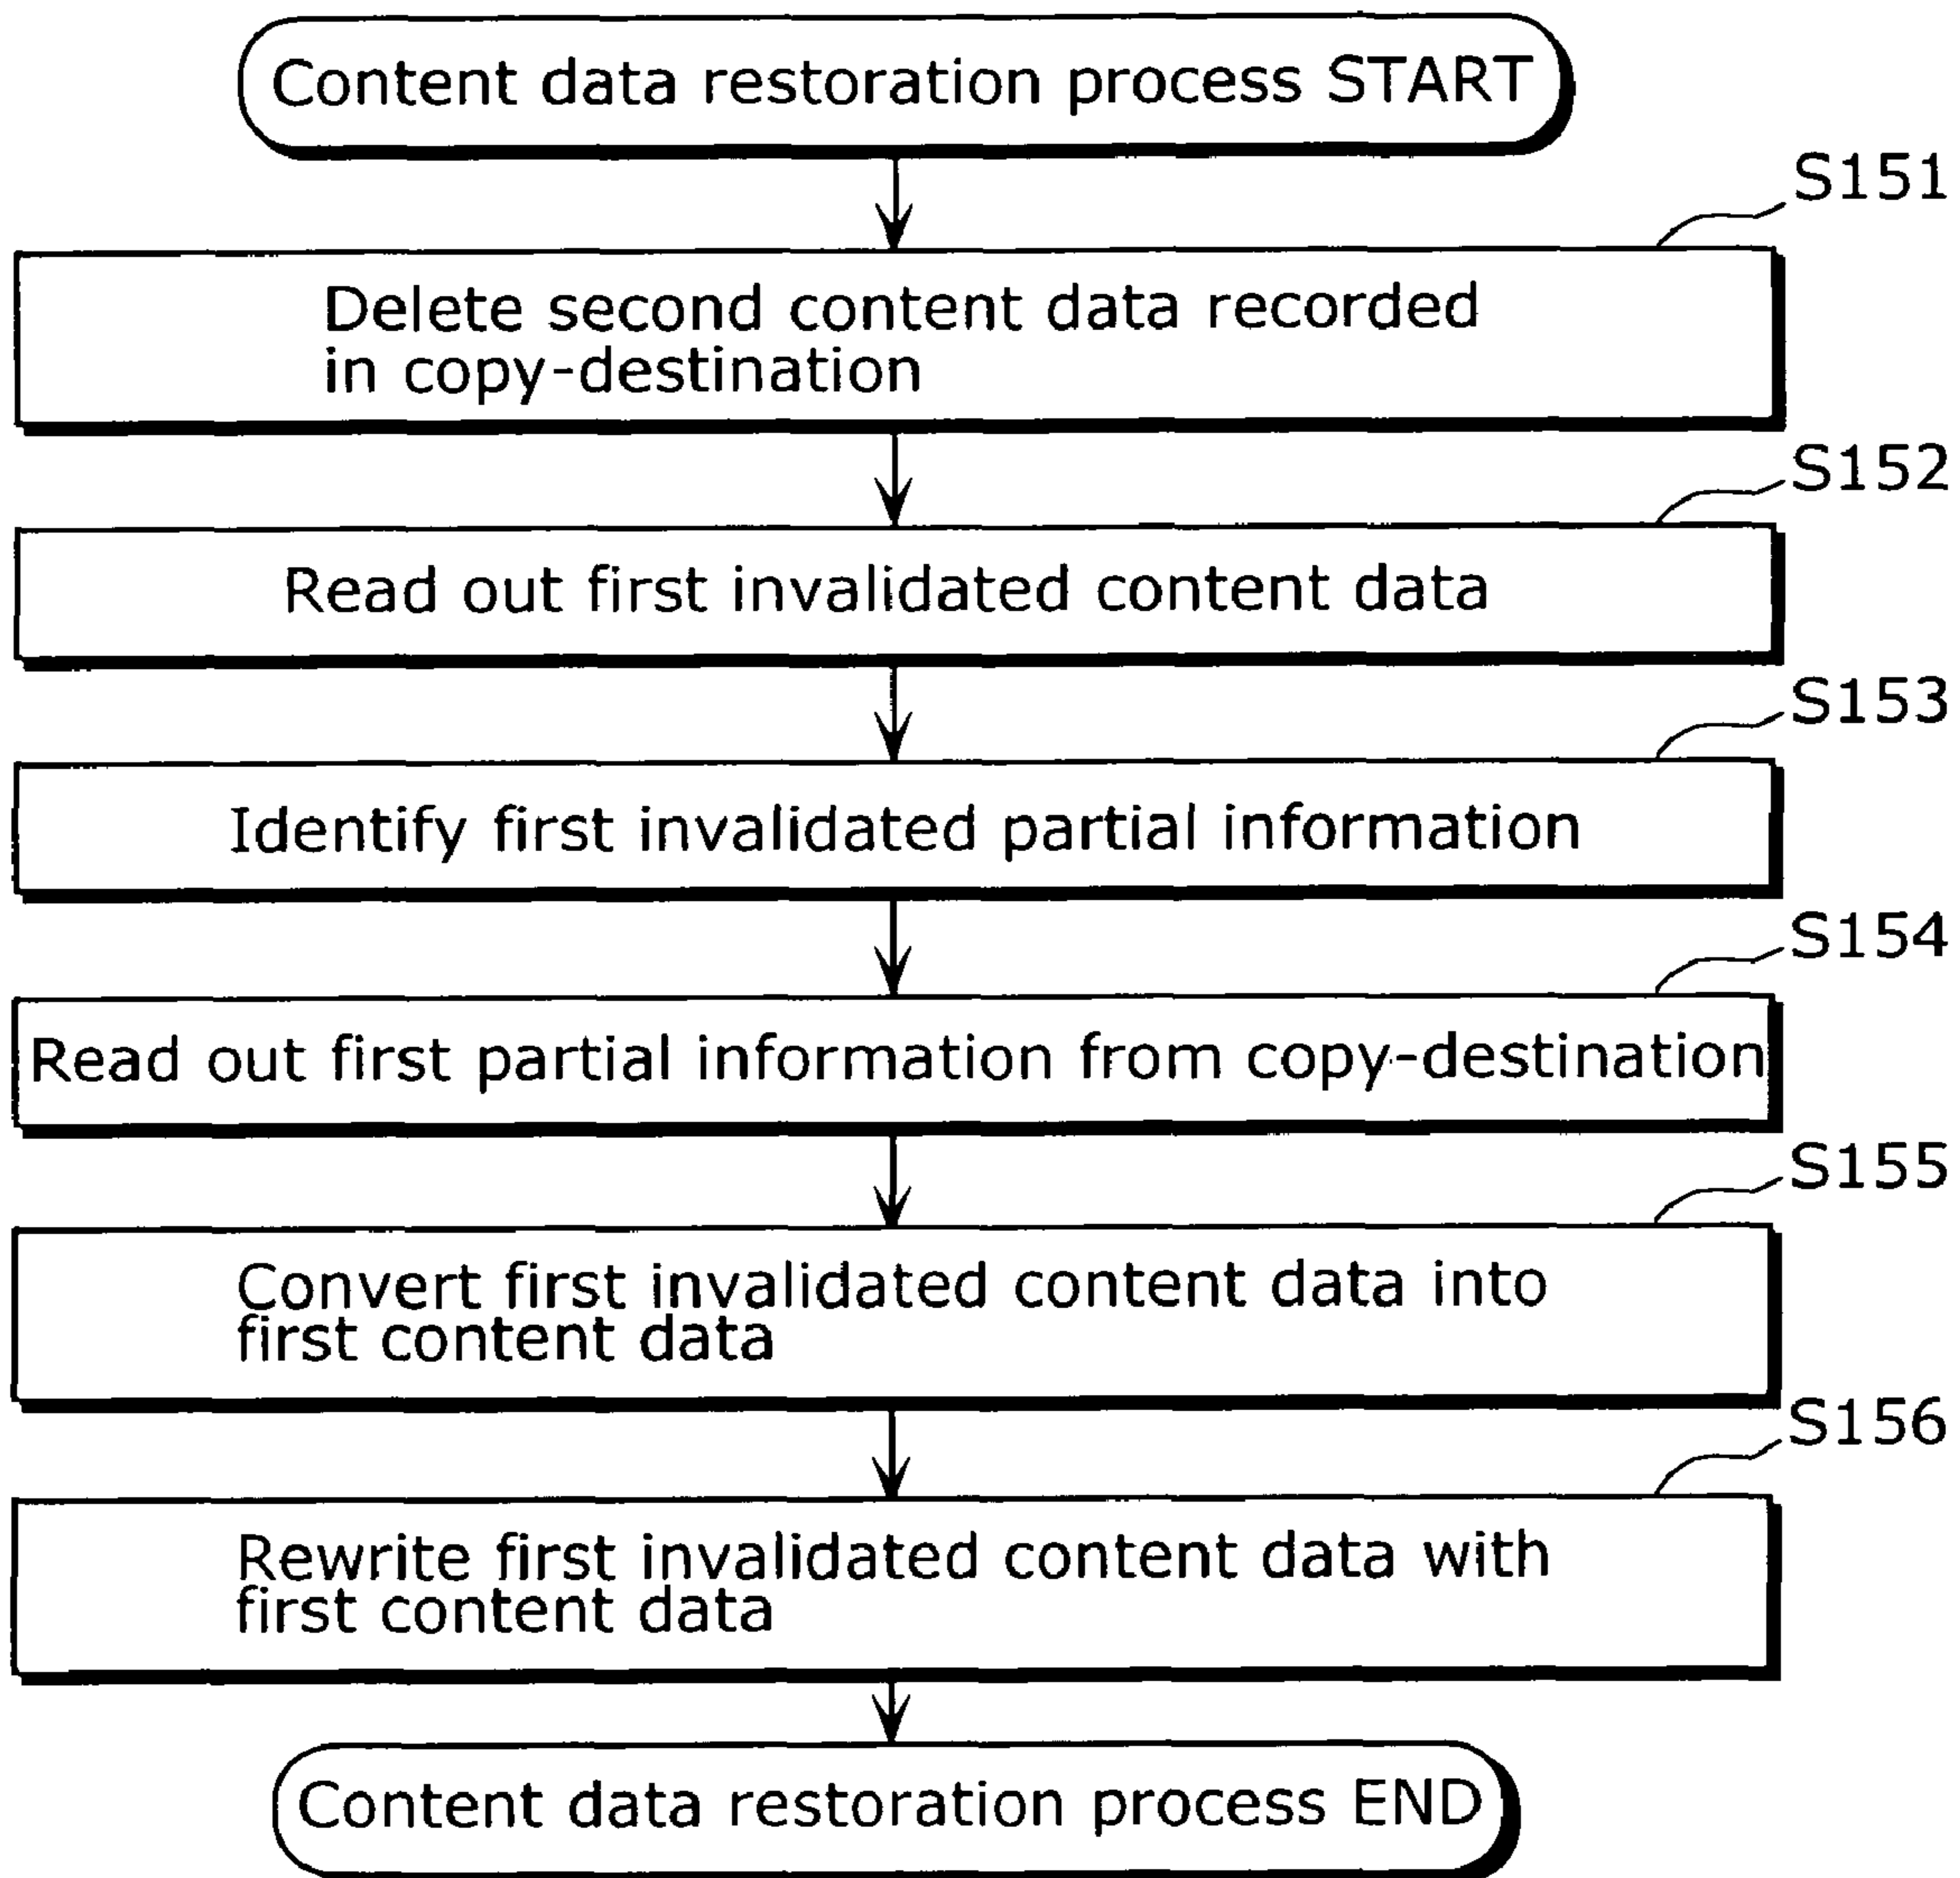 Content data restoration process START
S151
Delete second content data recorded
in copy-destination
S152
Read out first invalidated content data
S153
Identify first invalidated partial information
S154
Read out first partial information from copy-destination
S155
Convert first invalidated content data into
first content data
S156
Rewrite first invalidated content data with
first content data
Content data restoration process END